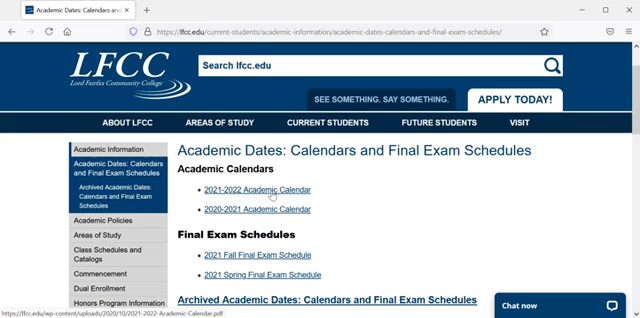 Academic Dates: Calendars and
https://lfcc.edu/current-students/academic-information/academic-dates-calendars-and-final-exam-schedules/
LFCC
Lord Fairfax Community College
Search lfcc.edu
SEE SOMETHING. SAY SOMETHING.
APPLY TODAY!
ABOUT LFCC
AREAS OF STUDY
CURRENT STUDENTS
FUTURE STUDENTS
VISIT
Academic Information
Academic Dates: Calendars
and Final Exam Schedules
Archived Academic Dates:
Calendars and Final Exam
Schedules
Academic Policies
Areas of Study
Class Schedules and
Catalogs
Commencement
Dual Enrollment
Honors Program Information
Academic Dates: Calendars and Final Exam Schedules
Academic Calendars
• 2021-2022 Academic Calendar
• 2020-2021 Academic Calendar
Final Exam Schedules
• 2021 Fall Final Exam Schedule
• 2021 Spring Final Exam Schedule
Archived Academic Dates: Calendars and Final Exam Schedules
Chat now
https://lfcc.edu/wp-content/uploads/2020/10/2021-2022-Academic-Calendar.pdf